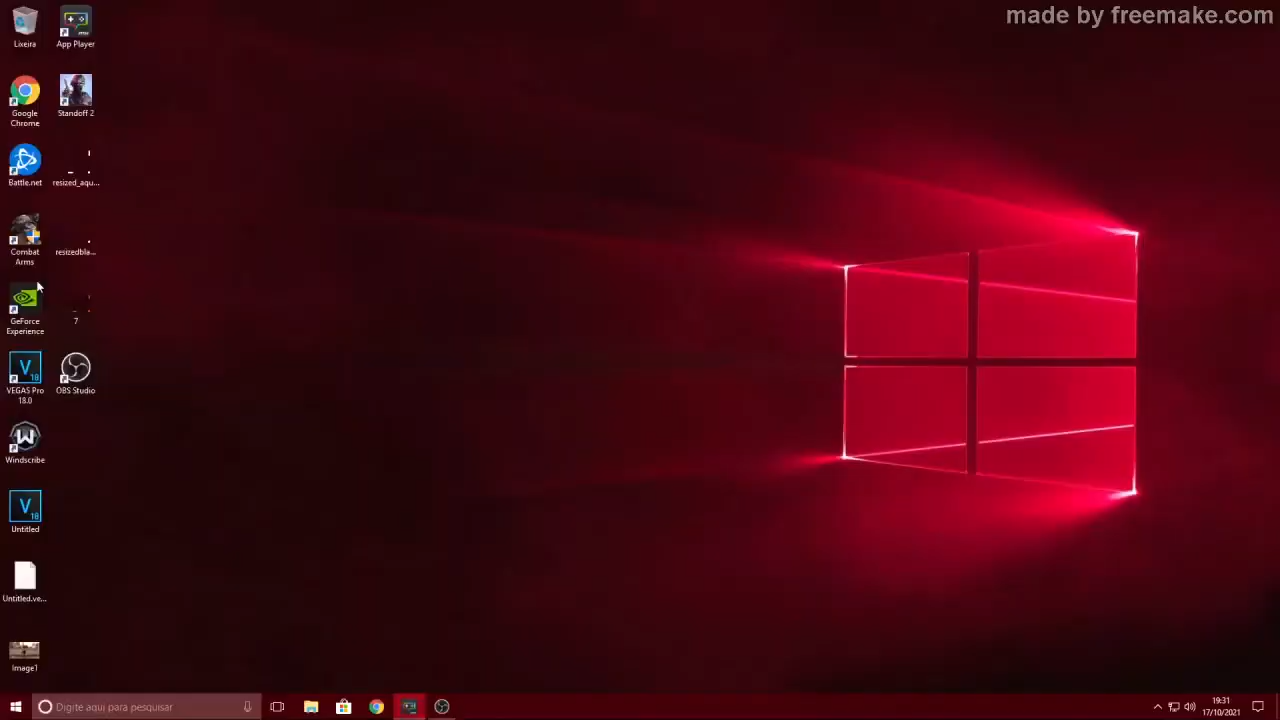 made by freemake.com
Lixeira
App Player
Google
Chrome
Standoff 2
Battle.net
resized_aqu...
Combat
Arms
resizedbla...
GeForce
Experience
7
VEGAS Pro
18.0
OBS Studio
Windscribe
Untitled
Untitled.ve...
Image1
Digite aqui para pesquisar
19:31
17/10/2021